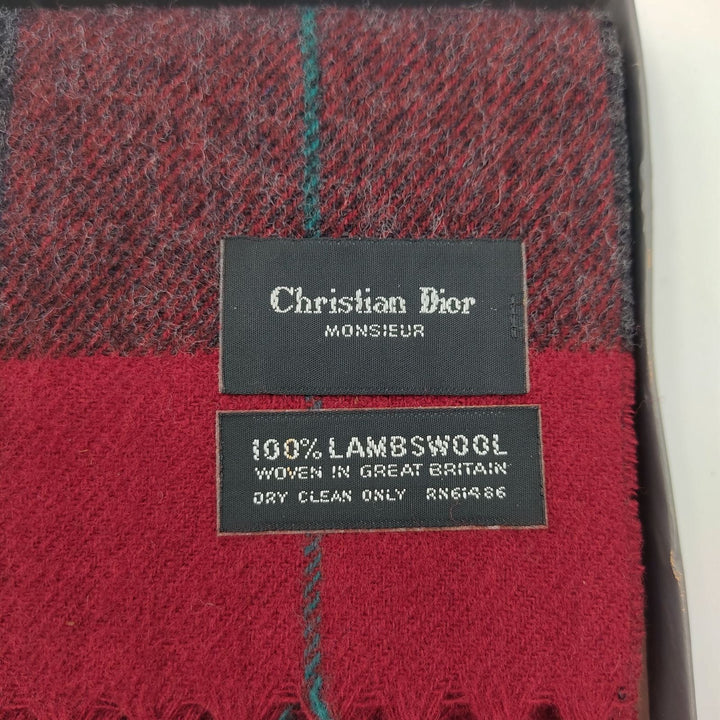 Christian Dior
MONSIEUR
100% LAMBSWOOL
WOVEN IN GREAT BRITAIN
DRY CLEAN ONLY RN61486